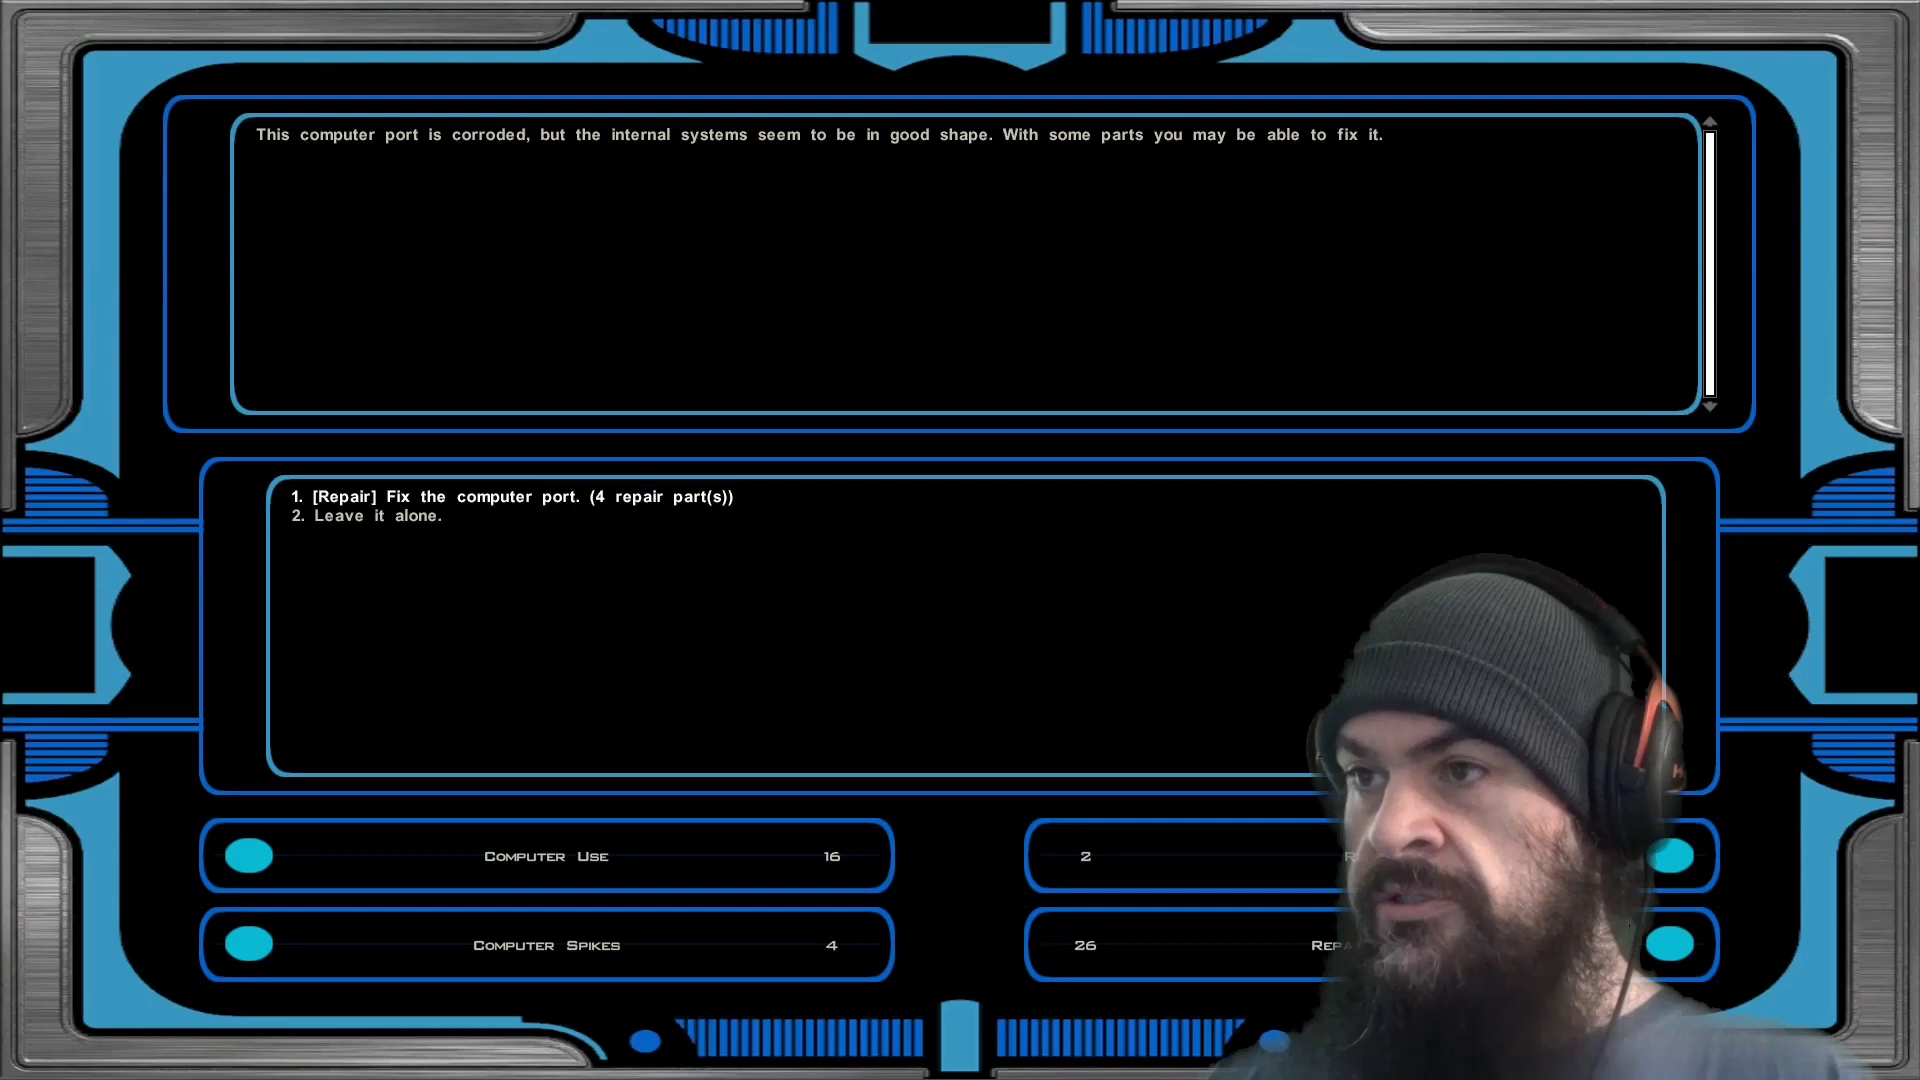 This computer port is corroded, but the internal systems seem to be in good shape. With some parts you may be able to fix it.
1. [Repair] Fix the computer port. (4 repair part(s))
2. Leave it alone.
Computer Use 16
2
Computer Spikes 4
26